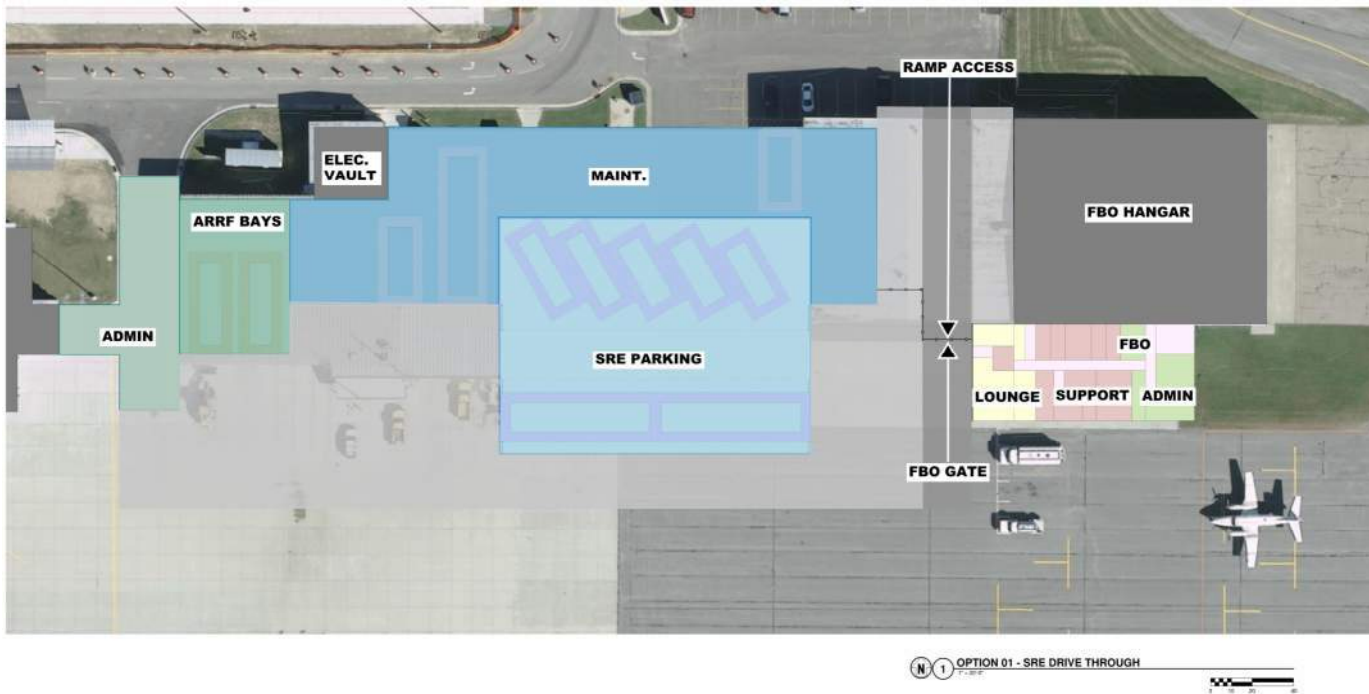 RAMP ACCESS
ELEC.
VAULT
MAINT.
ARRF BAYS
FBO HANGAR
ADMIN
SRE PARKING
FBO
LOUNGE
SUPPORT
ADMIN
FBO GATE
N
1
OPTION 01 - SRE DRIVE THROUGH